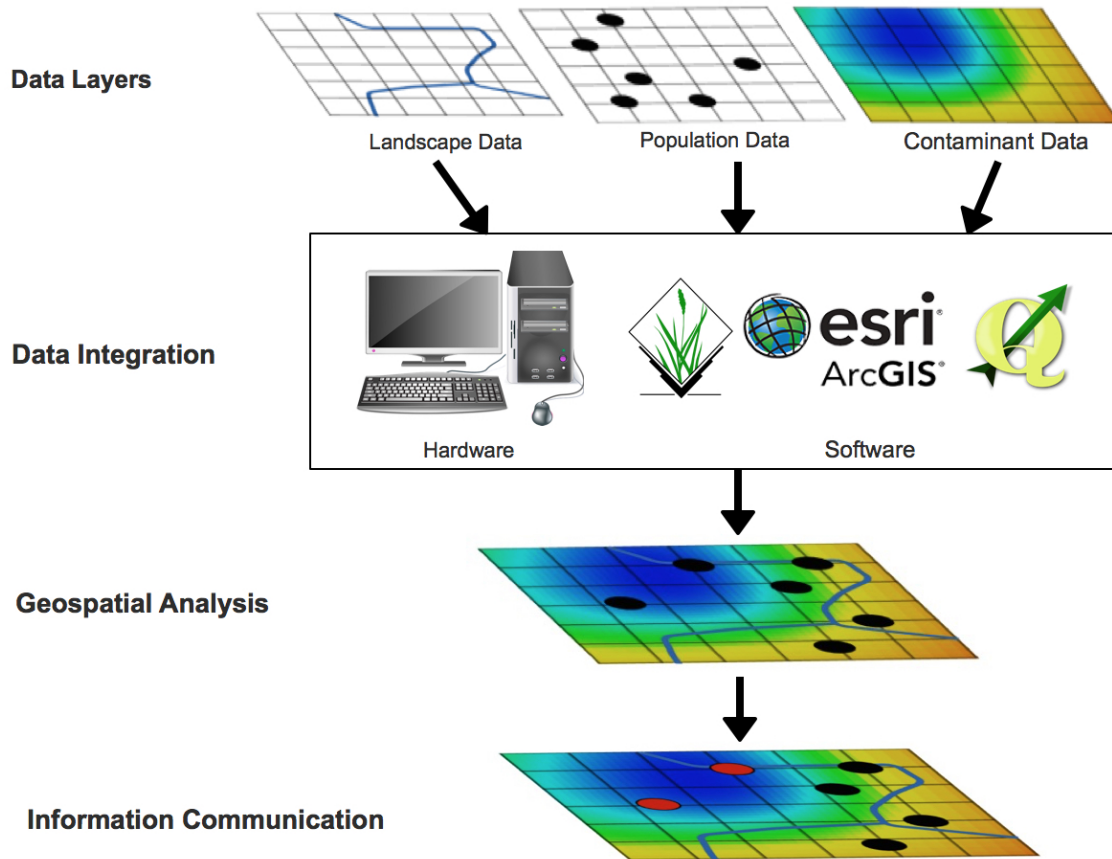 Data Layers
Landscape Data
Population Data
Contaminant Data
Data Integration
esri
ArcGIS
Hardware
Software
Geospatial Analysis
Information Communication